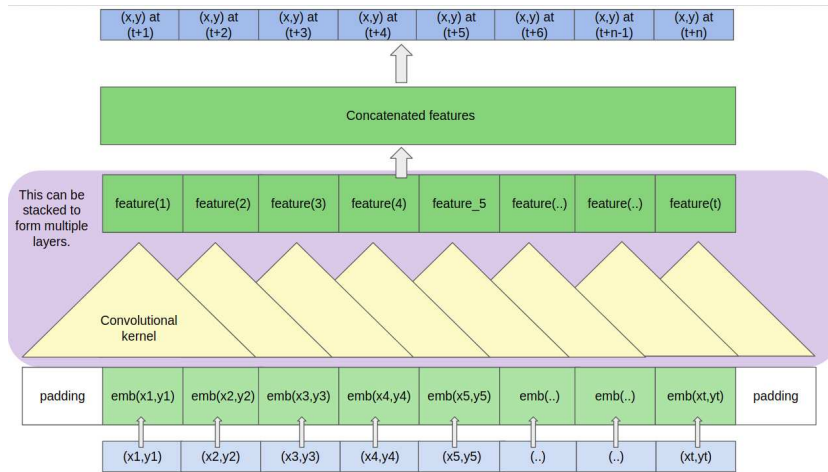 (x,y) at (t+1)
(x,y) at (t+2)
(x,y) at (t+3)
(x,y) at (t+4)
(x,y) at (t+5)
(x,y) at (t+6)
(x,y) at (t+n-1)
(x,y) at (t+n)
Concatenated features
This can be
stacked to
form multiple
layers.
feature(1)
feature(2)
feature(3)
feature(4)
feature_5
feature(..)
feature(..)
feature(t)
Convolutional
kernel
padding
emb(x1,y1)
emb(x2,y2)
emb(x3,y3)
emb(x4,y4)
emb(x5,y5)
emb(..)
emb(..)
emb(xt,yt)
padding
(x1,y1)
(x2,y2)
(x3,y3)
(x4,y4)
(x5,y5)
(..)
(..)
(xt,yt)